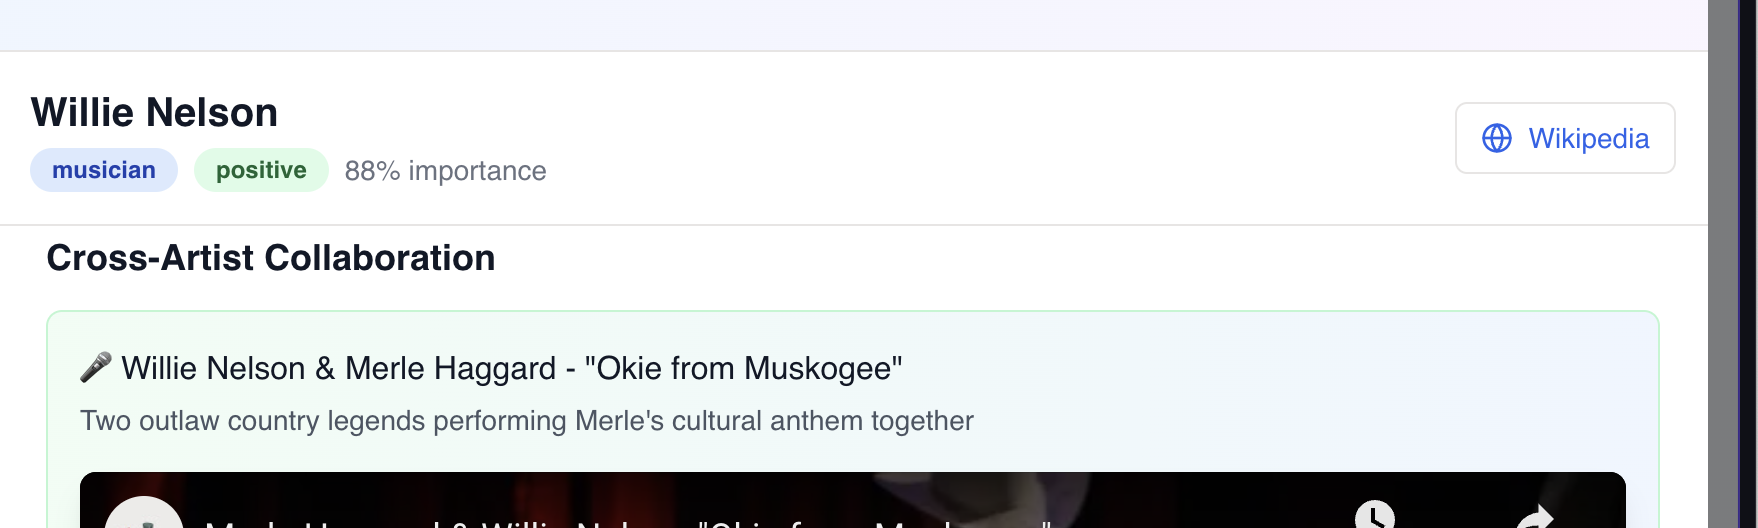 Willie Nelson
musician positive 88% importance
Wikipedia
Cross-Artist Collaboration
🎤 Willie Nelson & Merle Haggard - "Okie from Muskogee"
Two outlaw country legends performing Merle's cultural anthem together